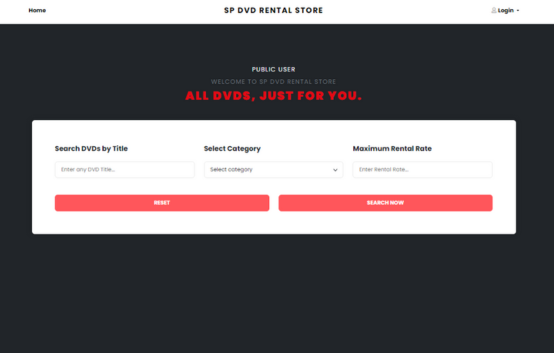 Home
SP DVD RENTAL STORE
Login
PUBLIC USER
WELCOME TO SP DVD RENTAL STORE
ALL DVDS, JUST FOR YOU.
Search DVDs by Title
Select Category
Maximum Rental Rate
Enter any DVD Title...
Select category
Enter Rental Rate...
RESET
SEARCH NOW